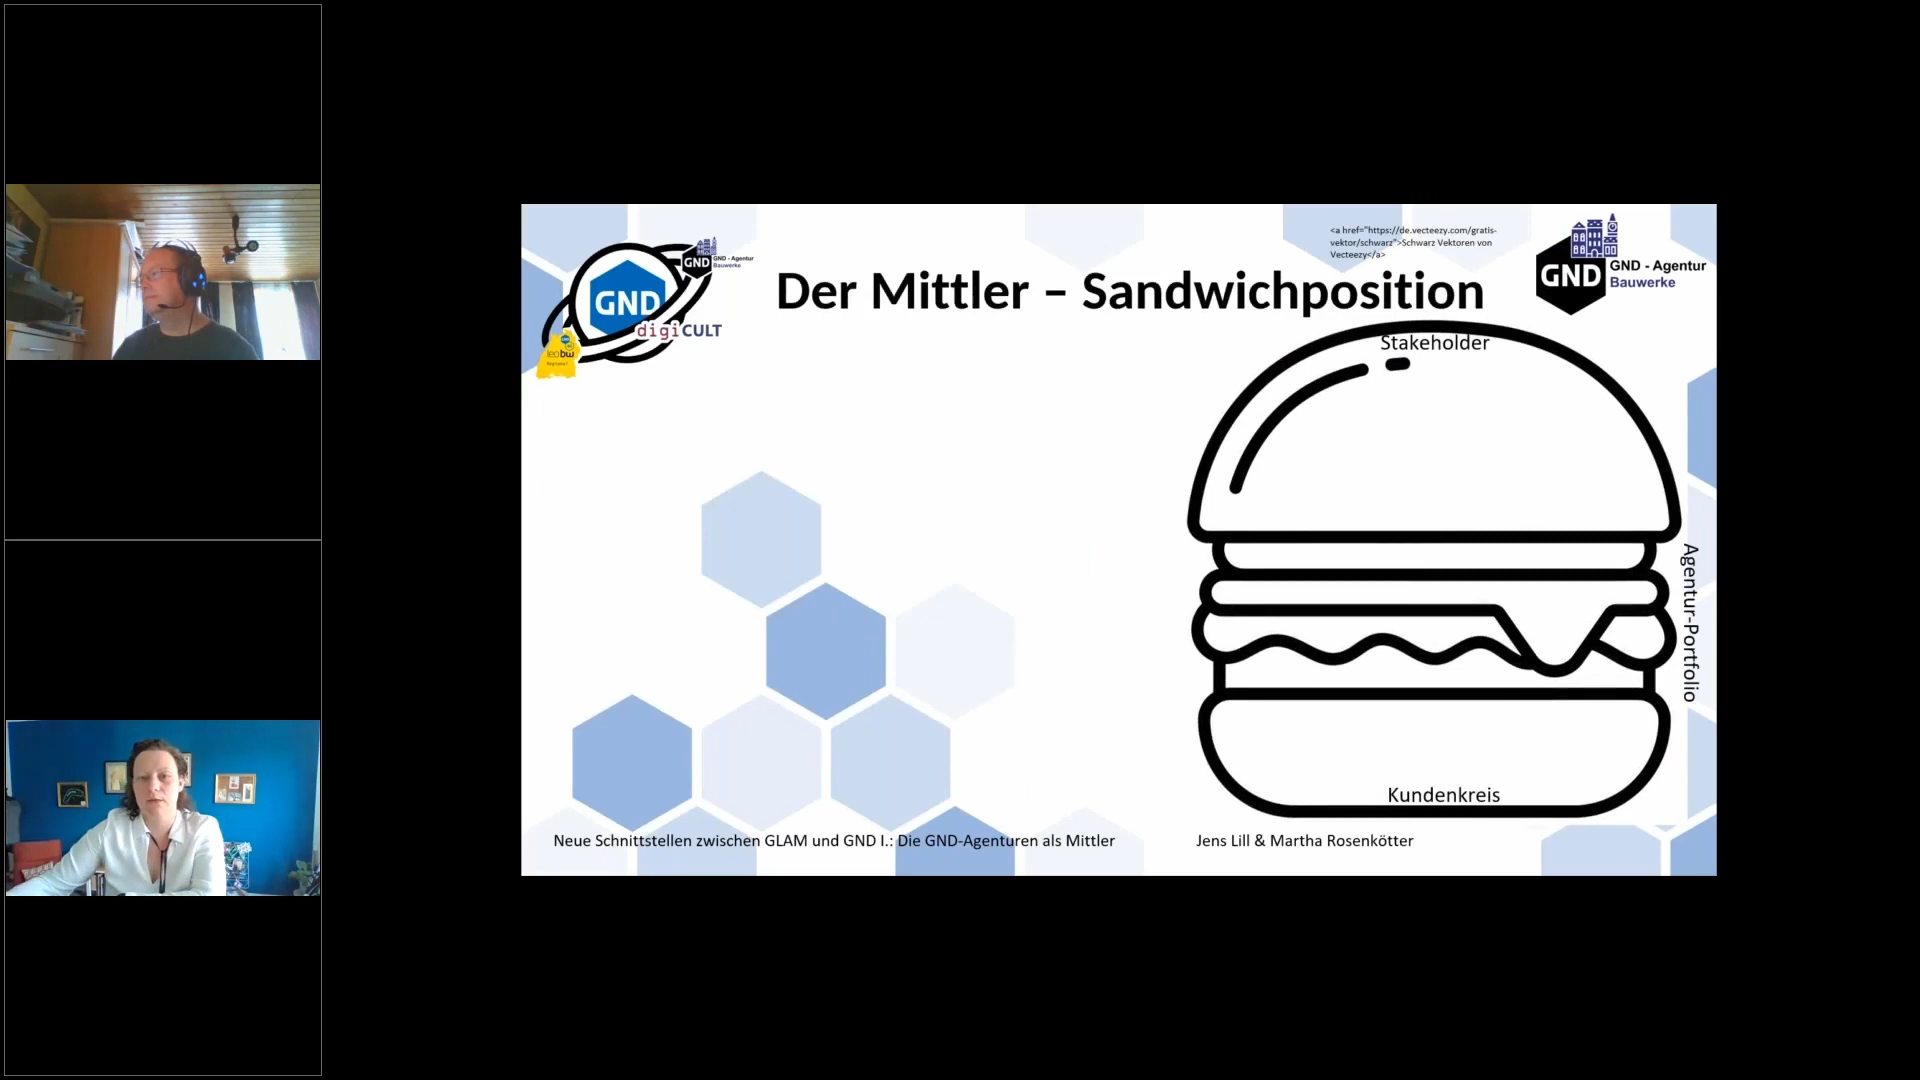 <a href="https://de.vecteezy.com/gratis-
vektor/schwarz">Schwarz Vektoren von
Vecteezy</a>
GND
GND - Agentur
Bauwerke
GND
digiCULT
leobw
GND
GND - Agentur
Bauwerke
Der Mittler – Sandwichposition
Stakeholder
Agentur-Portfolio
Kundenkreis
Neue Schnittstellen zwischen GLAM und GND I.: Die GND-Agenturen als Mittler
Jens Lill & Martha Rosenkötter